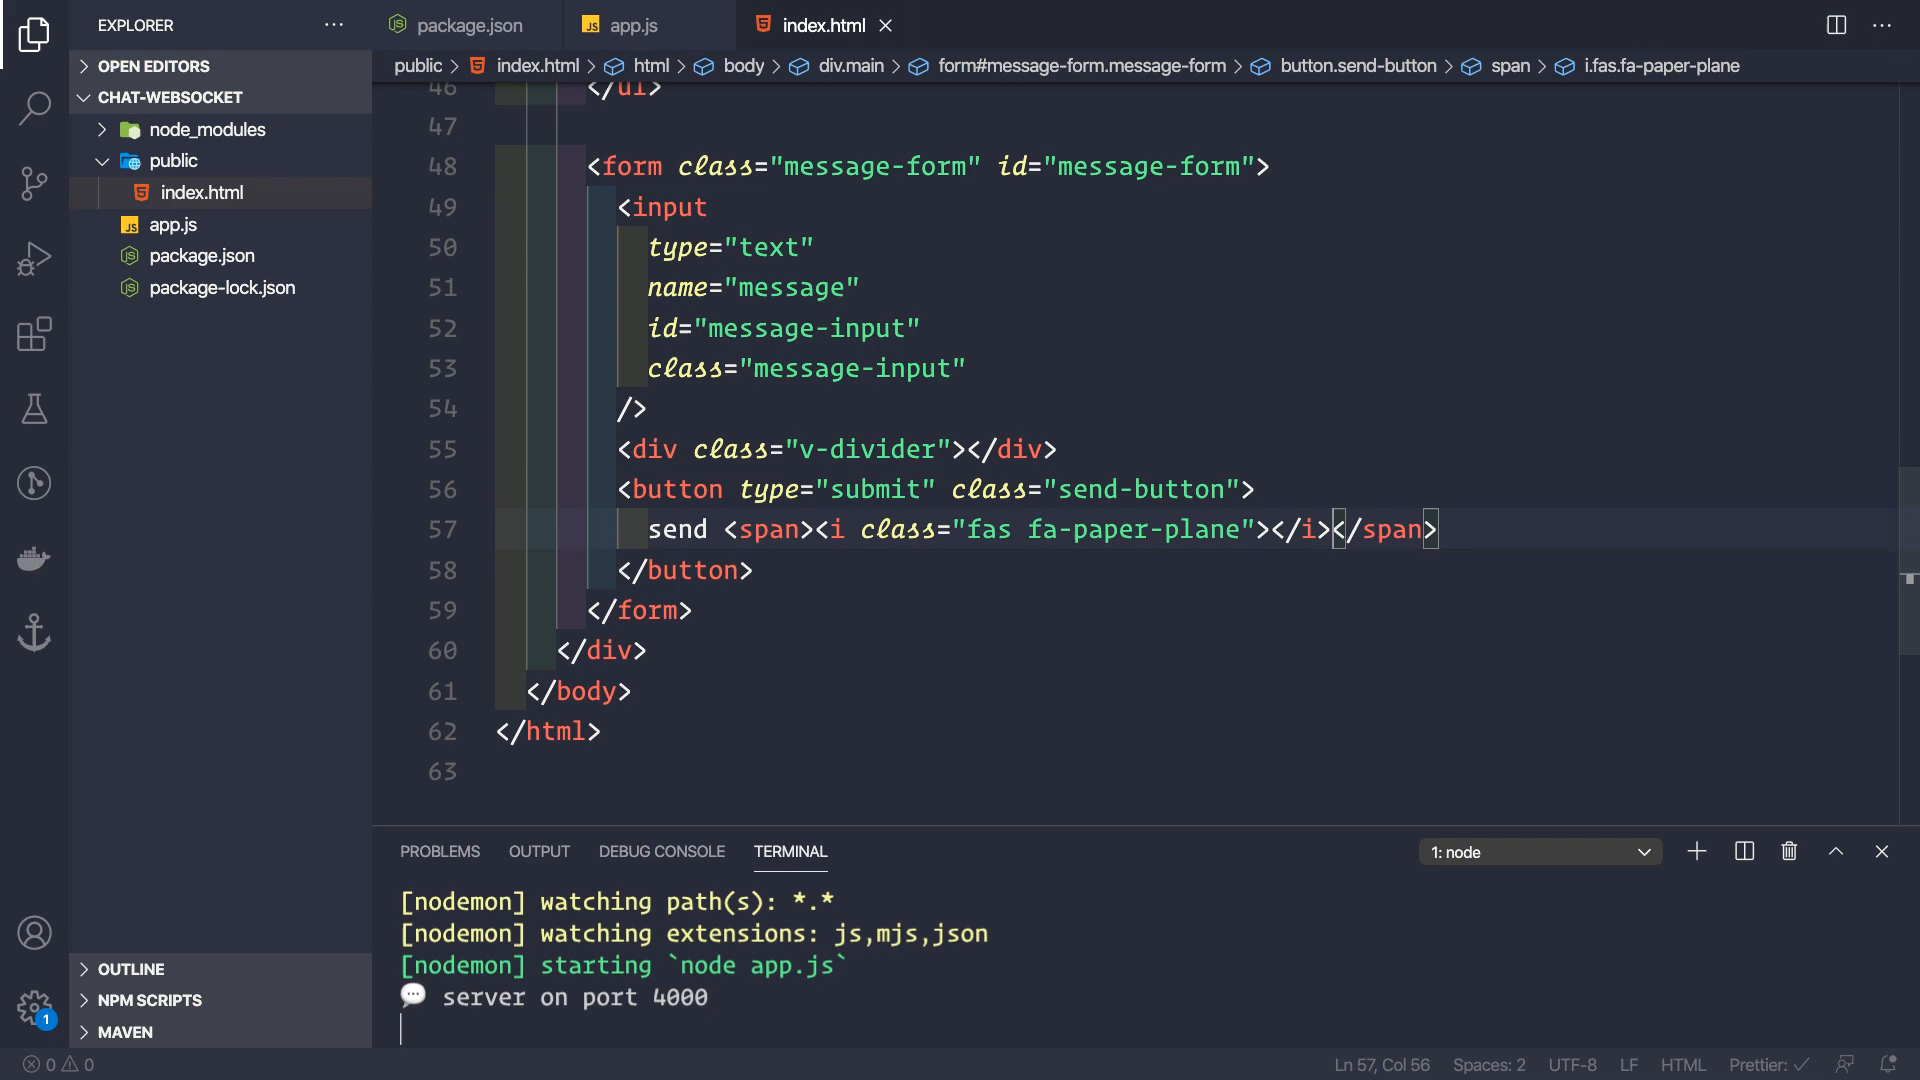 EXPLORER
OPEN EDITORS
CHAT-WEBSOCKET
node_modules
public
index.html
app.js
package.json
package-lock.json
OUTLINE
NPM SCRIPTS
MAVEN
1
package.json
app.js
index.html
public > index.html > html > body > div.main > form#message-form.message-form > button.send-button > span > i.fas.fa-paper-plane
46 </ul>
47
48 <form class="message-form" id="message-form">
49 <input
50 type="text"
51 name="message"
52 id="message-input"
53 class="message-input"
54 />
55 <div class="v-divider"></div>
56 <button type="submit" class="send-button">
57 send <span><i class="fas fa-paper-plane"></i></span>
58 </button>
59 </form>
60 </div>
61 </body>
62 </html>
63
PROBLEMS OUTPUT DEBUG CONSOLE TERMINAL
1: node
[nodemon] watching path(s): *.*
[nodemon] watching extensions: js,mjs,json
[nodemon] starting `node app.js`
💬 server on port 4000
0 0
Ln 57, Col 56 Spaces: 2 UTF-8 LF HTML Prettier: ✓